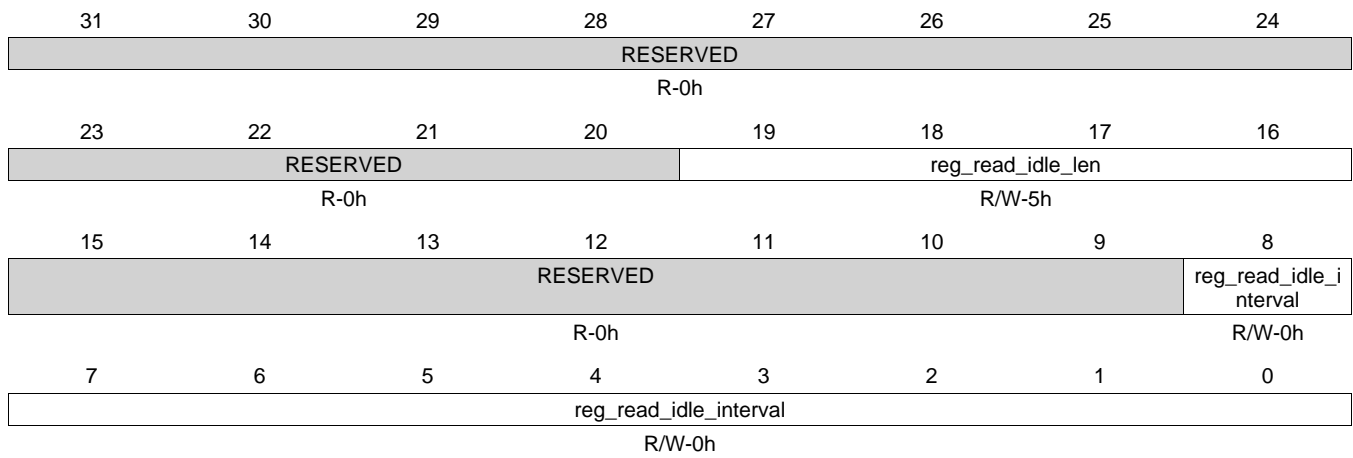 31 30 29 28 27 26 25 24
RESERVED
R-0h
23 22 21 20 19 18 17 16
RESERVED reg_read_idle_len
R-0h R/W-5h
15 14 13 12 11 10 9 8
RESERVED reg_read_idle_i
nterval
R-0h R/W-0h
7 6 5 4 3 2 1 0
reg_read_idle_interval
R/W-0h